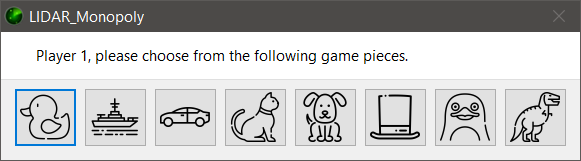 LIDAR_Monopoly
Player 1, please choose from the following game pieces.